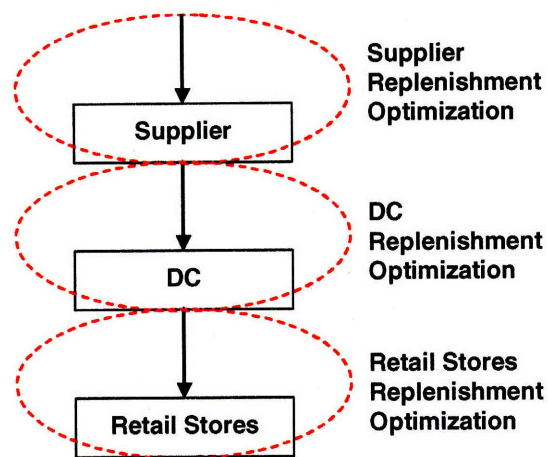 Supplier
Replenishment
Optimization
Supplier
DC
Replenishment
Optimization
DC
Retail Stores
Replenishment
Optimization
Retail Stores